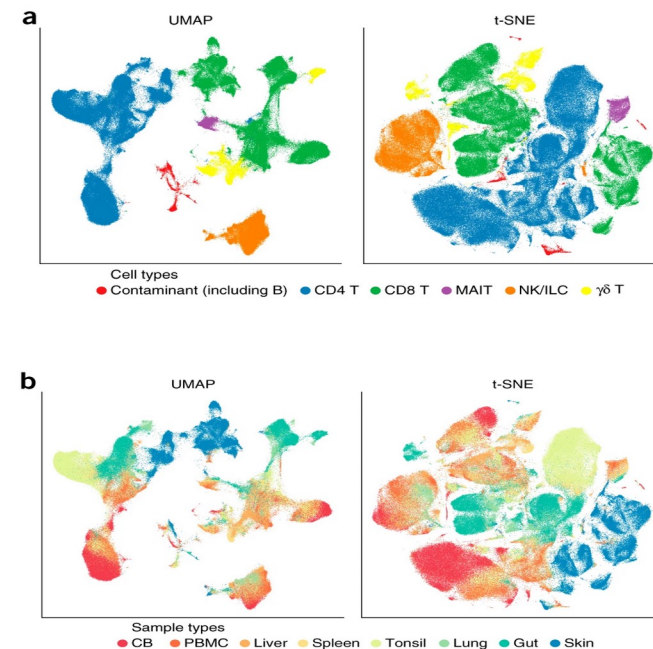 a
UMAP
t-SNE
Cell types
Contaminant (including B) CD4 T CD8 T MAIT NK/ILC γδ T
b
UMAP
t-SNE
Sample types
CB PBMC Liver Spleen Tonsil Lung Gut Skin